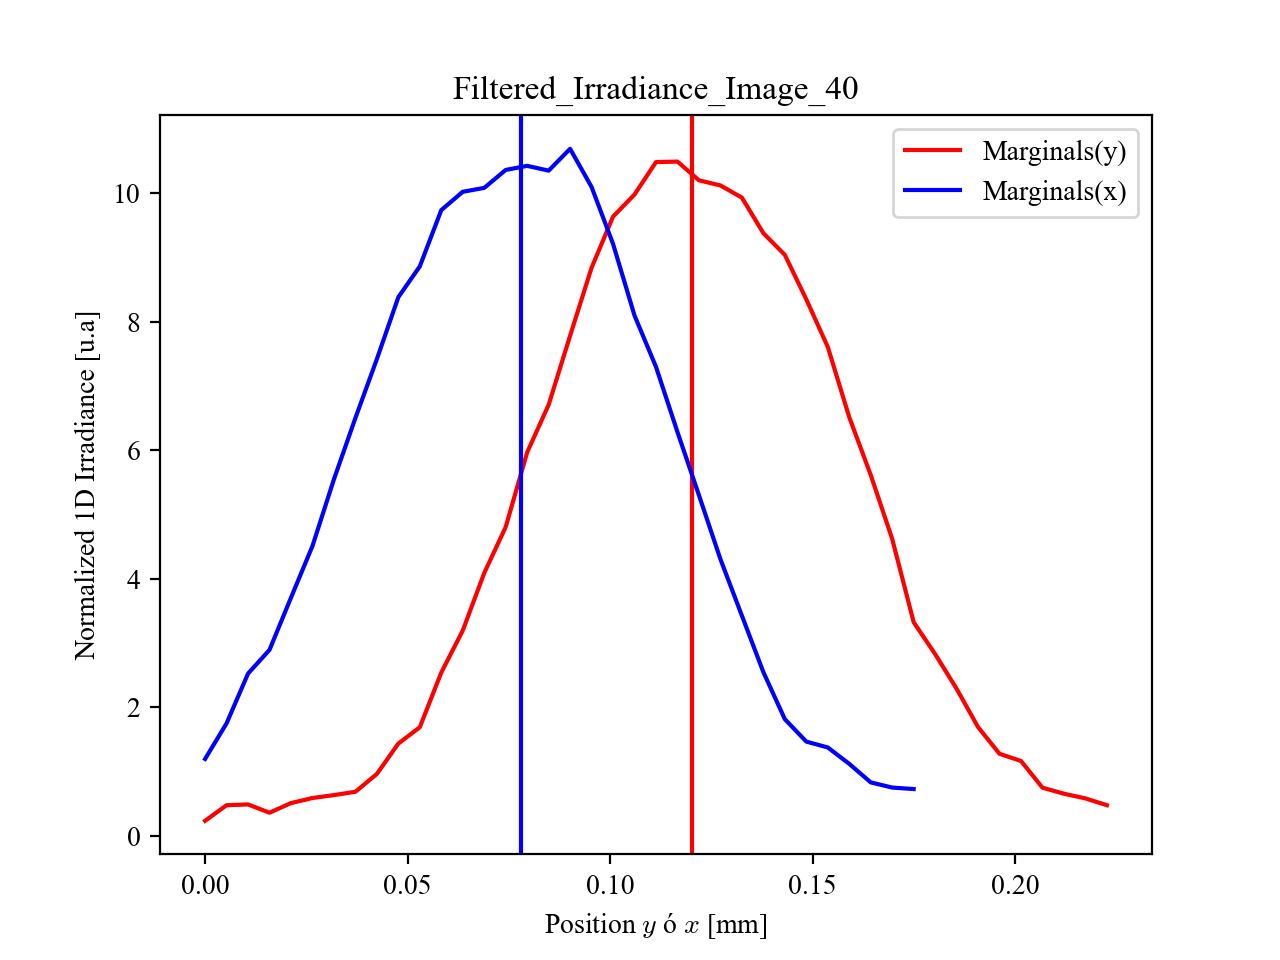 Filtered_Irradiance_Image_40
Marginals(y)
Marginals(x)
Normalized 1D Irradiance [u.a]
10
8
6
4
2
0
0.00 0.05 0.10 0.15 0.20
Position y ó x [mm]